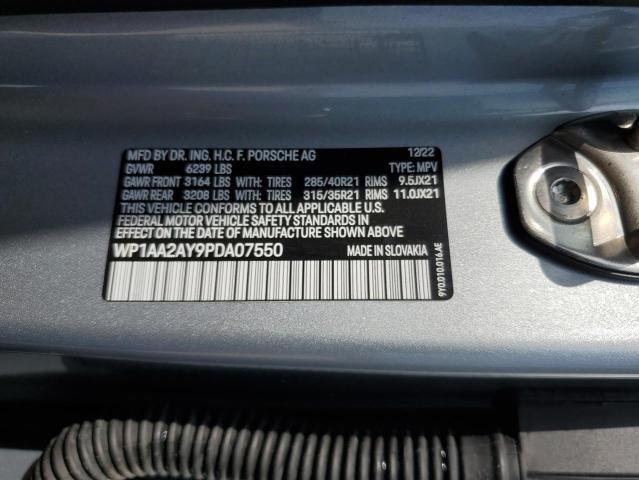 MFD BY DR. ING. H.C. F. PORSCHE AG 12/22
GVWR 6239 LBS TYPE: MPV
GAWR FRONT 3164 LBS WITH: TIRES 285/40R21 RIMS 9.5JX21
GAWR REAR 3208 LBS WITH: TIRES 315/35R21 RIMS 11.0JX21
THIS VEHICLE CONFORMS TO ALL APPLICABLE U.S.
FEDERAL MOTOR VEHICLE SAFETY STANDARDS IN
EFFECT ON THE DATE OF MANUFACTURE SHOWN ABOVE.
WP1AA2AY9PDA07550 MADE IN SLOVAKIA
9Y0.010.016.AE